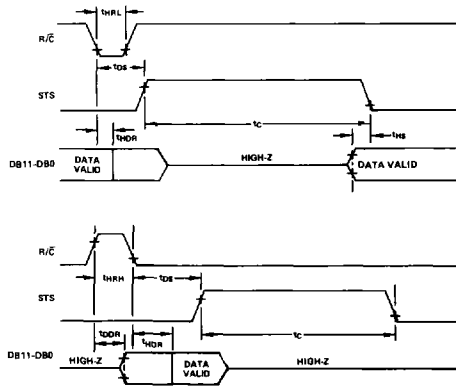 tHRL
R/C̅
tDS
STS
tC
tHDR
tHS
DB11-DB0
DATA VALID
HIGH-Z
DATA VALID
R/C̅
tHRH
tDS
STS
tC
tDDR
tHDR
DB11-DB0
HIGH-Z
DATA VALID
HIGH-Z